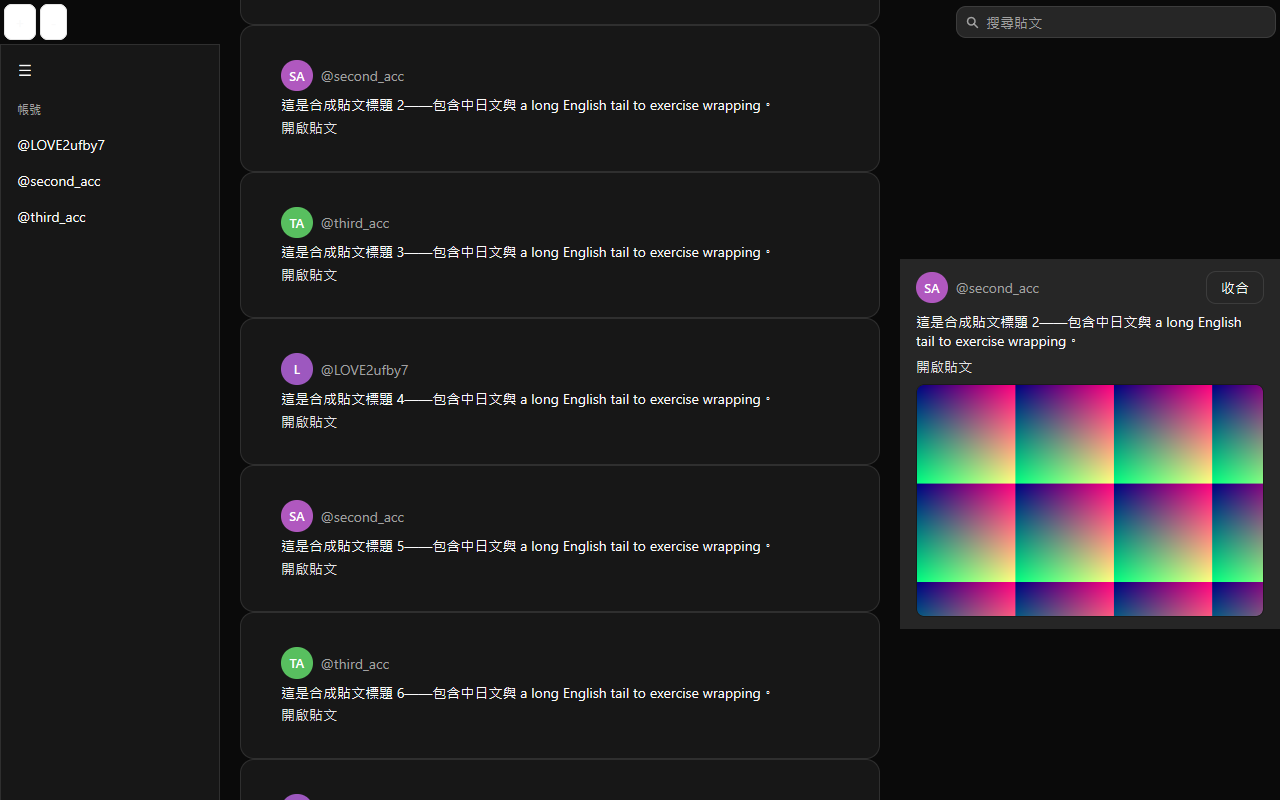 搜尋貼文
☰
帳號
@LOVE2ufby7
@second_acc
@third_acc
SA @second_acc
這是合成貼文標題 2——包含中日文與 a long English tail to exercise wrapping。
開啟貼文
TA @third_acc
這是合成貼文標題 3——包含中日文與 a long English tail to exercise wrapping。
開啟貼文
L @LOVE2ufby7
這是合成貼文標題 4——包含中日文與 a long English tail to exercise wrapping。
開啟貼文
SA @second_acc
這是合成貼文標題 5——包含中日文與 a long English tail to exercise wrapping。
開啟貼文
TA @third_acc
這是合成貼文標題 6——包含中日文與 a long English tail to exercise wrapping。
開啟貼文
SA @second_acc 收合
這是合成貼文標題 2——包含中日文與 a long English
tail to exercise wrapping。
開啟貼文